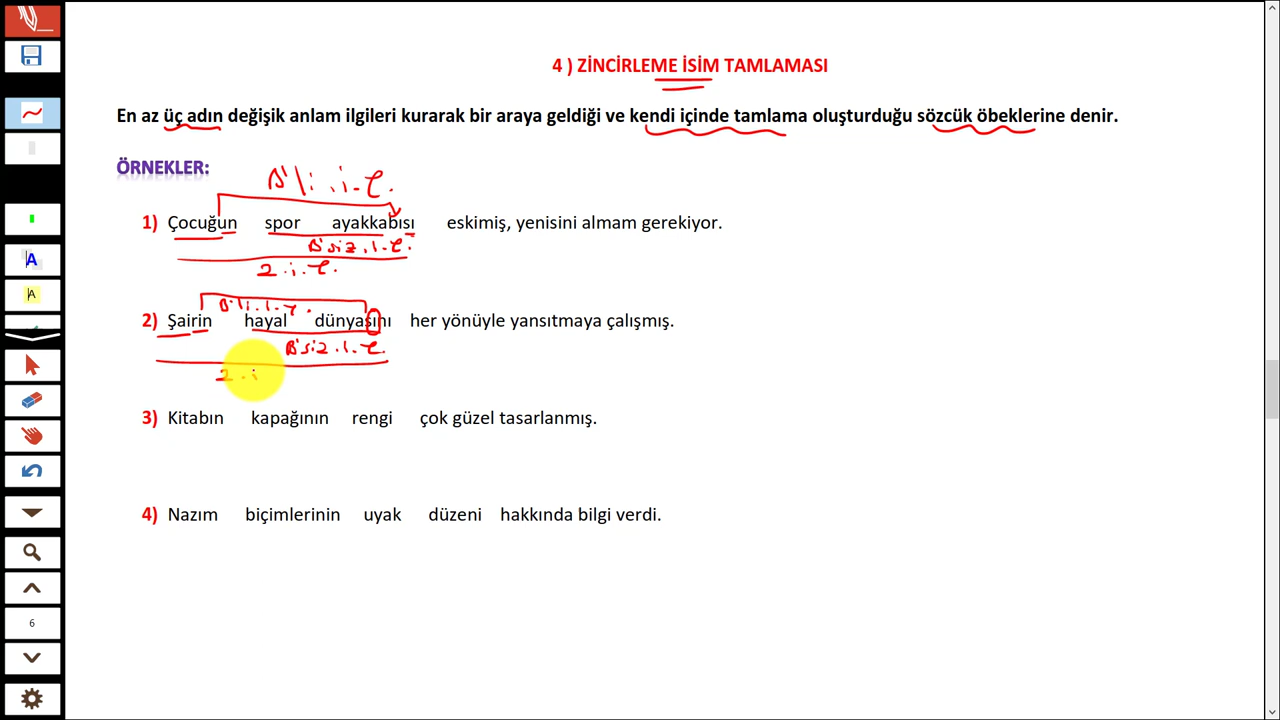 4 ) ZİNCİRLEME İSİM TAMLAMASI
En az üç adın değişik anlam ilgileri kurarak bir araya geldiği ve kendi içinde tamlama oluşturduğu sözcük öbeklerine denir.
ÖRNEKLER:
B'li . i. t.
1) Çocuğun spor ayakkabısı eskimiş, yenisini almam gerekiyor.
B'siz . i. t.
Z. i. t.
B'li. i. t.
2) Şairin hayal dünyasını her yönüyle yansıtmaya çalışmış.
B'siz. i. t.
Z. i
3) Kitabın kapağının rengi çok güzel tasarlanmış.
4) Nazım biçimlerinin uyak düzeni hakkında bilgi verdi.
A
A
6